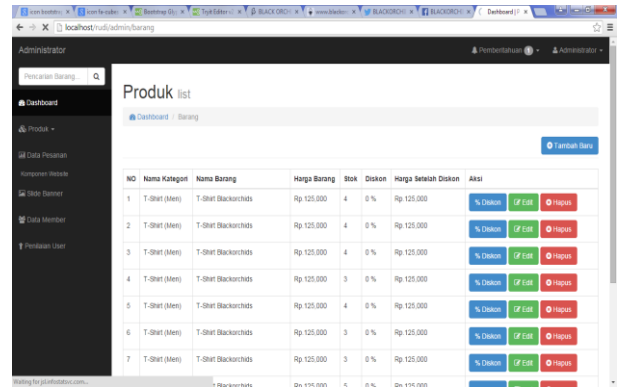 localhost/rudi/admin/barang
Administrator
Pemberitahuan 1
Administrator
Pencarian Barang...
Dashboard
Produk
Data Pesanan
Komponen Website
Slide Banner
Data Member
Penilaian User
Produk list
Dashboard / Barang
Tambah Baru
NO Nama Kategori Nama Barang Harga Barang Stok Diskon Harga Setelah Diskon Aksi
1 T-Shirt (Men) T-Shirt Blackorchids Rp.125,000 4 0 % Rp.125,000 % Diskon Edit Hapus
2 T-Shirt (Men) T-Shirt Blackorchids Rp.125,000 4 0 % Rp.125,000 % Diskon Edit Hapus
3 T-Shirt (Men) T-Shirt Blackorchids Rp.125,000 4 0 % Rp.125,000 % Diskon Edit Hapus
4 T-Shirt (Men) T-Shirt Blackorchids Rp.125,000 3 0 % Rp.125,000 % Diskon Edit Hapus
5 T-Shirt (Men) T-Shirt Blackorchids Rp.125,000 4 0 % Rp.125,000 % Diskon Edit Hapus
6 T-Shirt (Men) T-Shirt Blackorchids Rp.125,000 3 0 % Rp.125,000 % Diskon Edit Hapus
7 T-Shirt (Men) T-Shirt Blackorchids Rp.125,000 3 0 % Rp.125,000 % Diskon Edit Hapus
Blackorchids Rp.125,000 5 0 % Rp.125,000
Waiting for